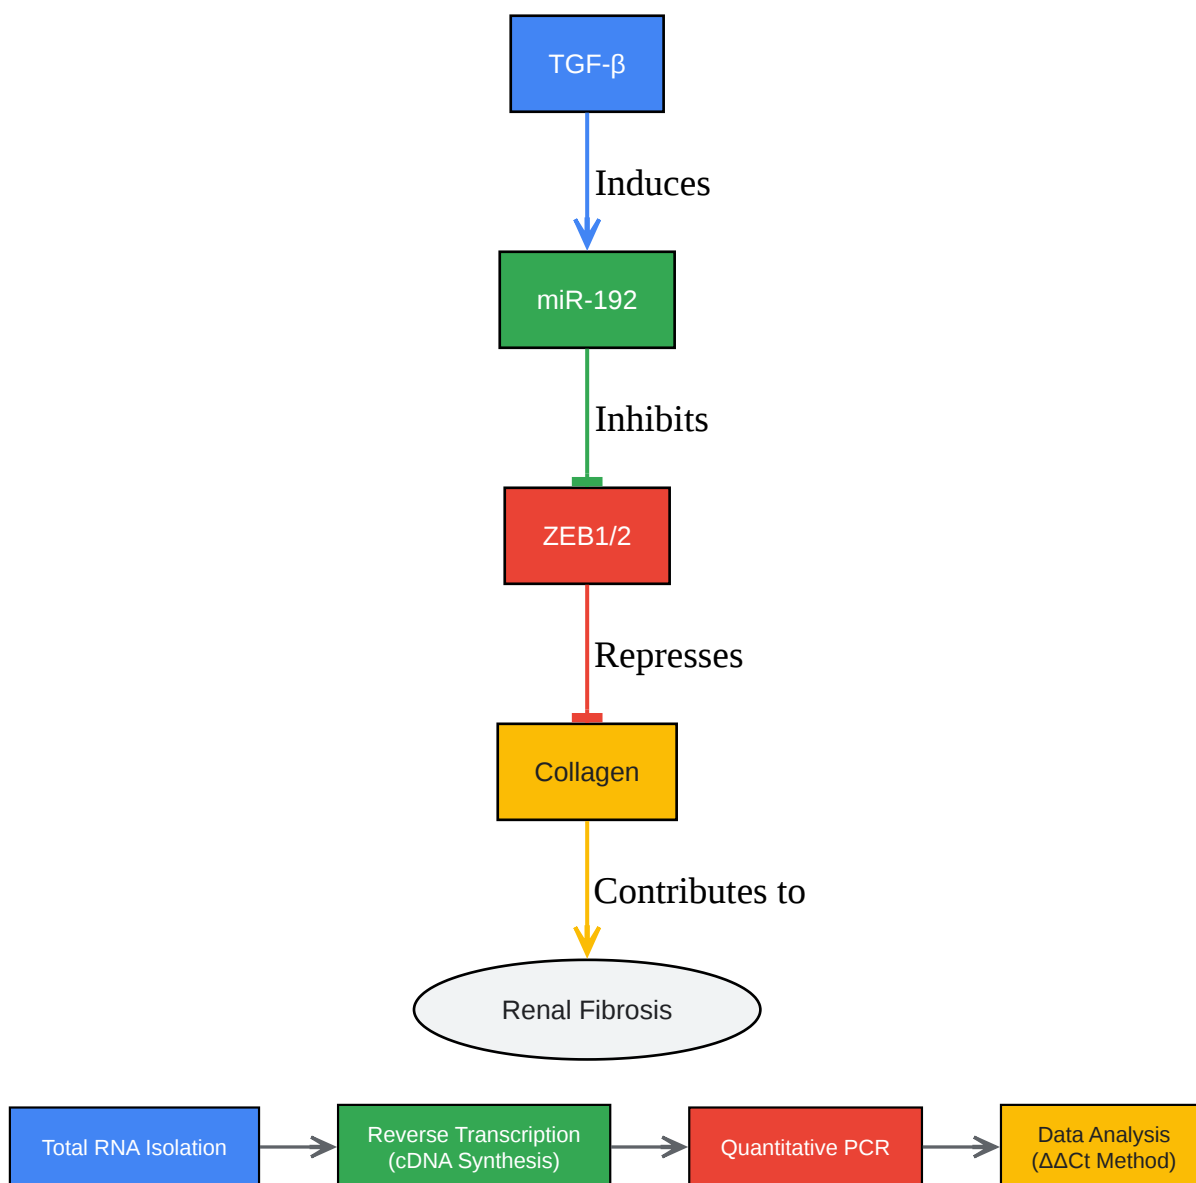 TGF-β
Induces
miR-192
Inhibits
ZEB1/2
Represses
Collagen
Contributes to
Renal Fibrosis
Total RNA Isolation
Reverse Transcription
(cDNA Synthesis)
Quantitative PCR
Data Analysis
(ΔΔCt Method)